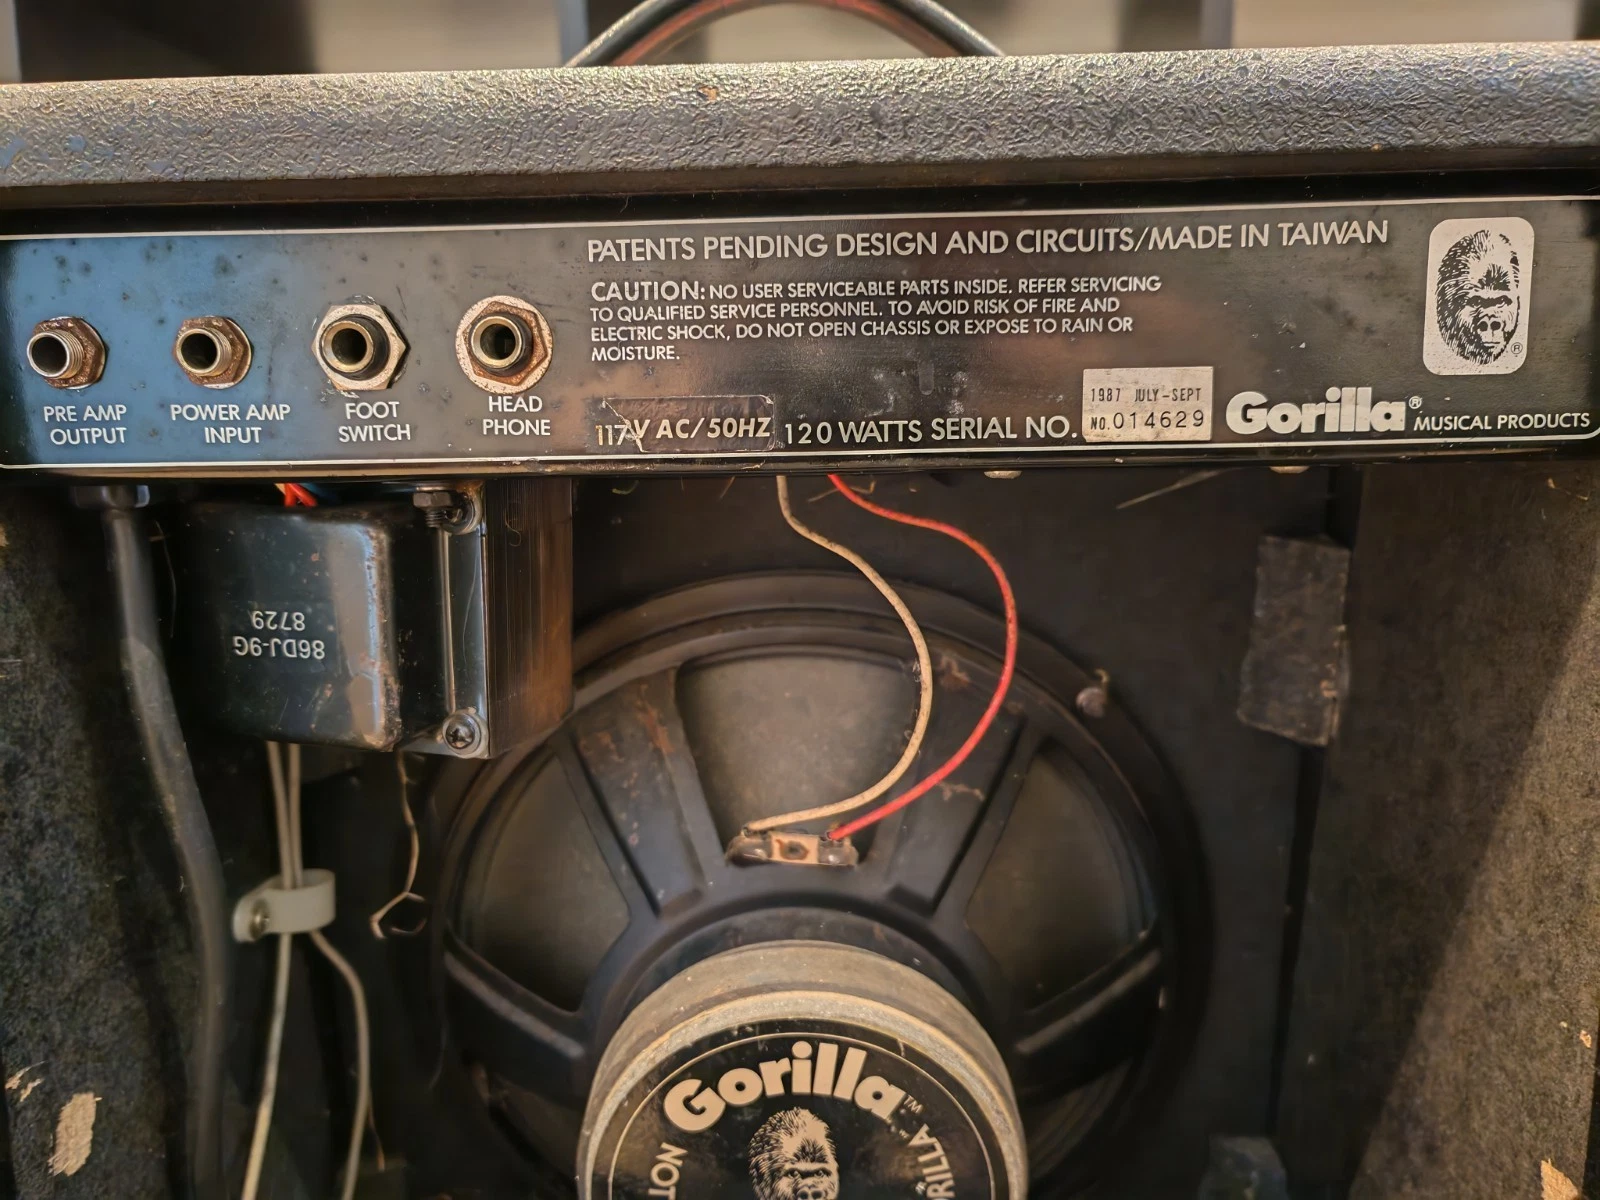 PATENTS PENDING DESIGN AND CIRCUITS/MADE IN TAIWAN
CAUTION: NO USER SERVICEABLE PARTS INSIDE. REFER SERVICING
TO QUALIFIED SERVICE PERSONNEL. TO AVOID RISK OF FIRE AND
ELECTRIC SHOCK, DO NOT OPEN CHASSIS OR EXPOSE TO RAIN OR
MOISTURE.
®
PRE AMP
OUTPUT
POWER AMP
INPUT
FOOT
SWITCH
HEAD
PHONE
117V AC/50HZ 120 WATTS SERIAL NO.
1987 JULY-SEPT
NO. 014629
Gorilla® MUSICAL PRODUCTS
86DJ-9G
8729
Gorilla™
NOT